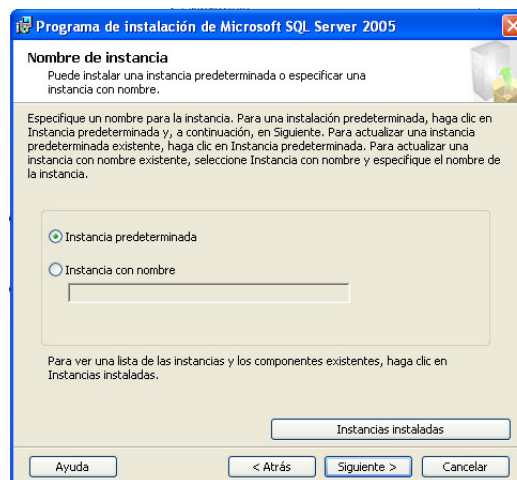 Programa de instalación de Microsoft SQL Server 2005
Nombre de instancia
Puede instalar una instancia predeterminada o especificar una
instancia con nombre.
Especifique un nombre para la instancia. Para una instalación predeterminada, haga clic en
Instancia predeterminada y, a continuación, en Siguiente. Para actualizar una instancia
predeterminada existente, haga clic en Instancia predeterminada. Para actualizar una
instancia con nombre existente, seleccione Instancia con nombre y especifique el nombre de
la instancia.
Instancia predeterminada
Instancia con nombre
Para ver una lista de las instancias y los componentes existentes, haga clic en
Instancias instaladas.
Instancias instaladas
Ayuda
< Atrás
Siguiente >
Cancelar